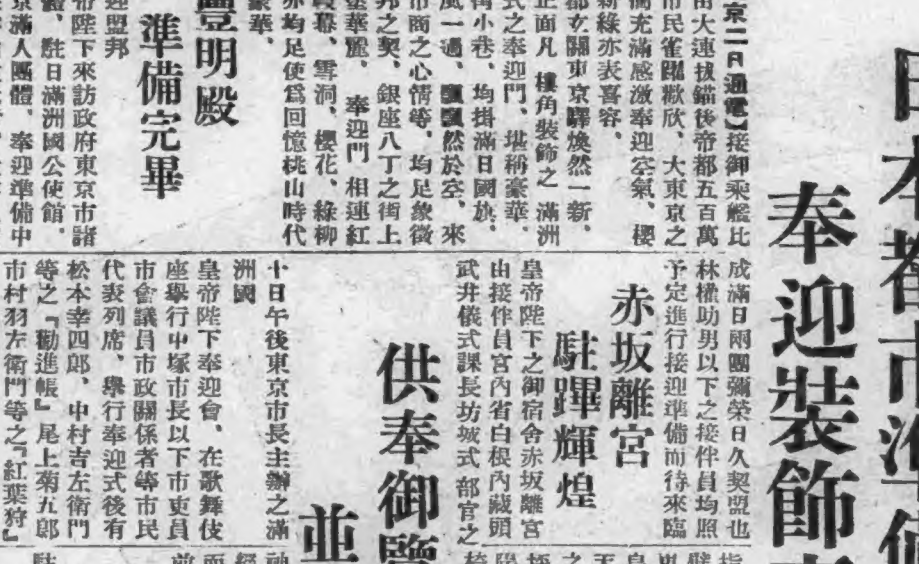 日本都市準備
奉迎裝飾
京二日通電】接御乘艦比
由大連拔錨後帝都五百萬
市民雀躍歡欣、大東京之
充滿感激奉迎空氣、櫻
新綠亦表喜容、
都玄關東京驛煥然一新、
正面凡 樓角裝飾之 滿洲
式之奉迎門、堪稱豪華。
街小巷、均掛滿日國旗、
風一過、飄飄然於空、來
市商之心情等、均足象徵
邦之契、銀座八丁之街上
華麗、 奉迎門 相連紅
幕、雪洞、櫻花、綠柳
亦均足使爲回憶桃山時代
豪華、
豐明殿
準備完畢
迎盟邦
帝陛下來訪政府東京市諸
體、駐日滿洲國公使館、
京滿人團體、奉迎準備中
成滿日兩團彌榮日久契盟也
林權助男以下之接伴員均照
予定進行接迎準備而待來臨
赤坂離宮
駐蹕輝煌
皇帝陛下之御宿舍赤坂離宮
由接伴員宮內省白根內藏頭
武井儀式課長坊城式部官之
供奉御覽
並
十日午後東京市長主辦之滿
洲國
皇帝陛下奉迎會、在歌舞伎
座舉行中塚市長以下市吏員
市會議員市政關係者等市民
代表列席、舉行奉迎式後有
松本幸四郎、中村吉左衛門
等之『勸進帳』尾上菊五郎
市村羽左衛門等之『紅葉狩』